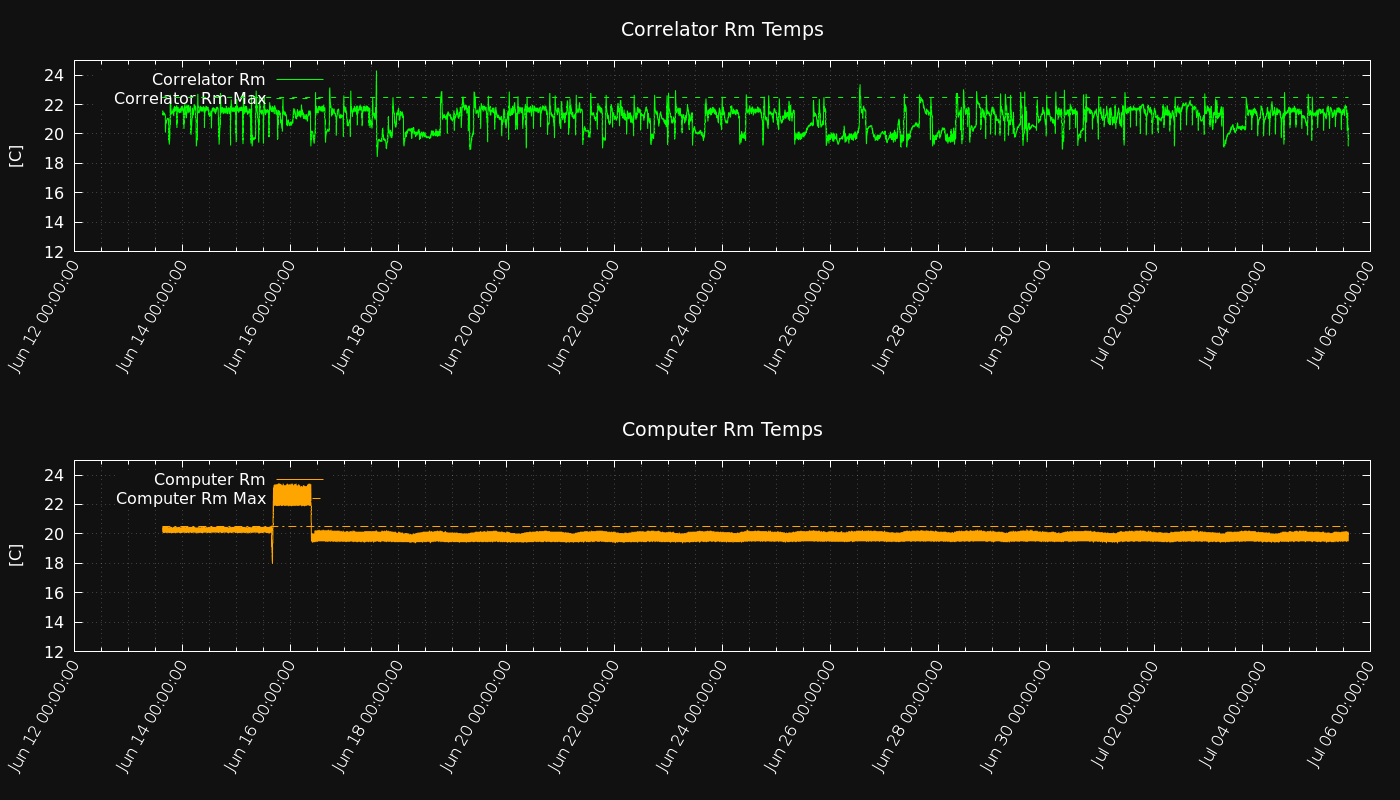 Correlator Rm Temps
Correlator Rm
Correlator Rm Max
[C]
24
22
20
18
16
14
12
Jun 12 00:00:00
Jun 14 00:00:00
Jun 16 00:00:00
Jun 18 00:00:00
Jun 20 00:00:00
Jun 22 00:00:00
Jun 24 00:00:00
Jun 26 00:00:00
Jun 28 00:00:00
Jun 30 00:00:00
Jul 02 00:00:00
Jul 04 00:00:00
Jul 06 00:00:00
Computer Rm Temps
Computer Rm
Computer Rm Max
[C]
24
22
20
18
16
14
12
Jun 12 00:00:00
Jun 14 00:00:00
Jun 16 00:00:00
Jun 18 00:00:00
Jun 20 00:00:00
Jun 22 00:00:00
Jun 24 00:00:00
Jun 26 00:00:00
Jun 28 00:00:00
Jun 30 00:00:00
Jul 02 00:00:00
Jul 04 00:00:00
Jul 06 00:00:00